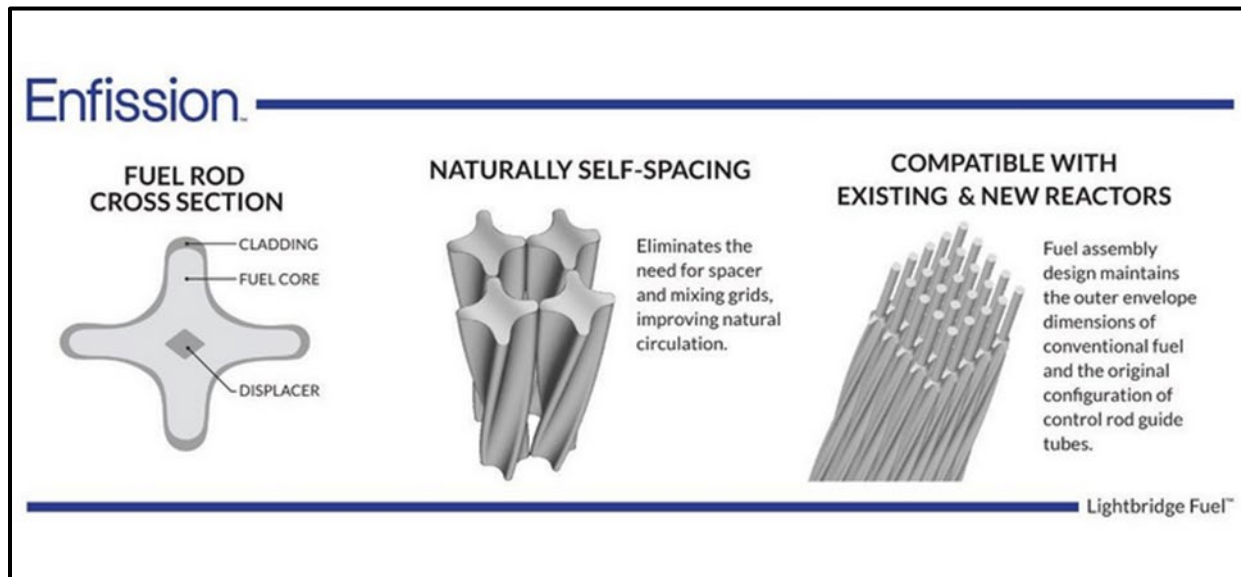 Enfission™
FUEL ROD
CROSS SECTION
CLADDING
FUEL CORE
DISPLACER
NATURALLY SELF-SPACING
Eliminates the
need for spacer
and mixing grids,
improving natural
circulation.
COMPATIBLE WITH
EXISTING & NEW REACTORS
Fuel assembly
design maintains
the outer envelope
dimensions of
conventional fuel
and the original
configuration of
control rod guide
tubes.
Lightbridge Fuel™